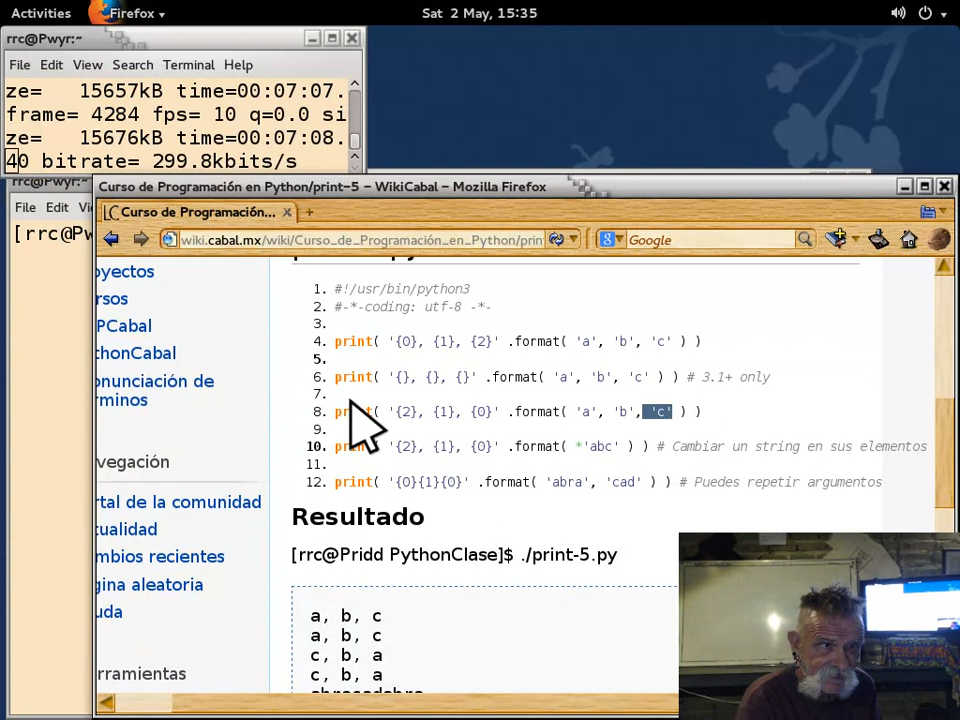 Activities Firefox Sat 2 May, 15:35
rrc@Pwyr:~
File Edit View Search Terminal Help
ze= 15657kB time=00:07:07.
frame= 4284 fps= 10 q=0.0 si
ze= 15676kB time=00:07:08.
40 bitrate= 299.8kbits/s
rrc@Pwyr:~
File Edit
[rrc@Pw
Curso de Programación en Python/print-5 – WikiCabal – Mozilla Firefox
Curso de Programación...
wiki.cabal.mx/wiki/Curso_de_Programación_en_Python/prin
Google
oyectos
rsos
PCabal
thonCabal
onunciación de
rminos
vegación
rtal de la comunidad
tualidad
mbios recientes
gina aleatoria
uda
rramientas
1. #!/usr/bin/python3
2. #-*-coding: utf-8 -*-
3.
4. print( '{0}, {1}, {2}' .format( 'a', 'b', 'c' ) )
5.
6. print( '{}, {}, {}' .format( 'a', 'b', 'c' ) ) # 3.1+ only
7.
8. print( '{2}, {1}, {0}' .format( 'a', 'b', 'c' ) )
9.
10. print( '{2}, {1}, {0}' .format( *'abc' ) ) # Cambiar un string en sus elementos
11.
12. print( '{0}{1}{0}' .format( 'abra', 'cad' ) ) # Puedes repetir argumentos
Resultado
[rrc@Pridd PythonClase]$ ./print-5.py
a, b, c
a, b, c
c, b, a
c, b, a
abracadabra